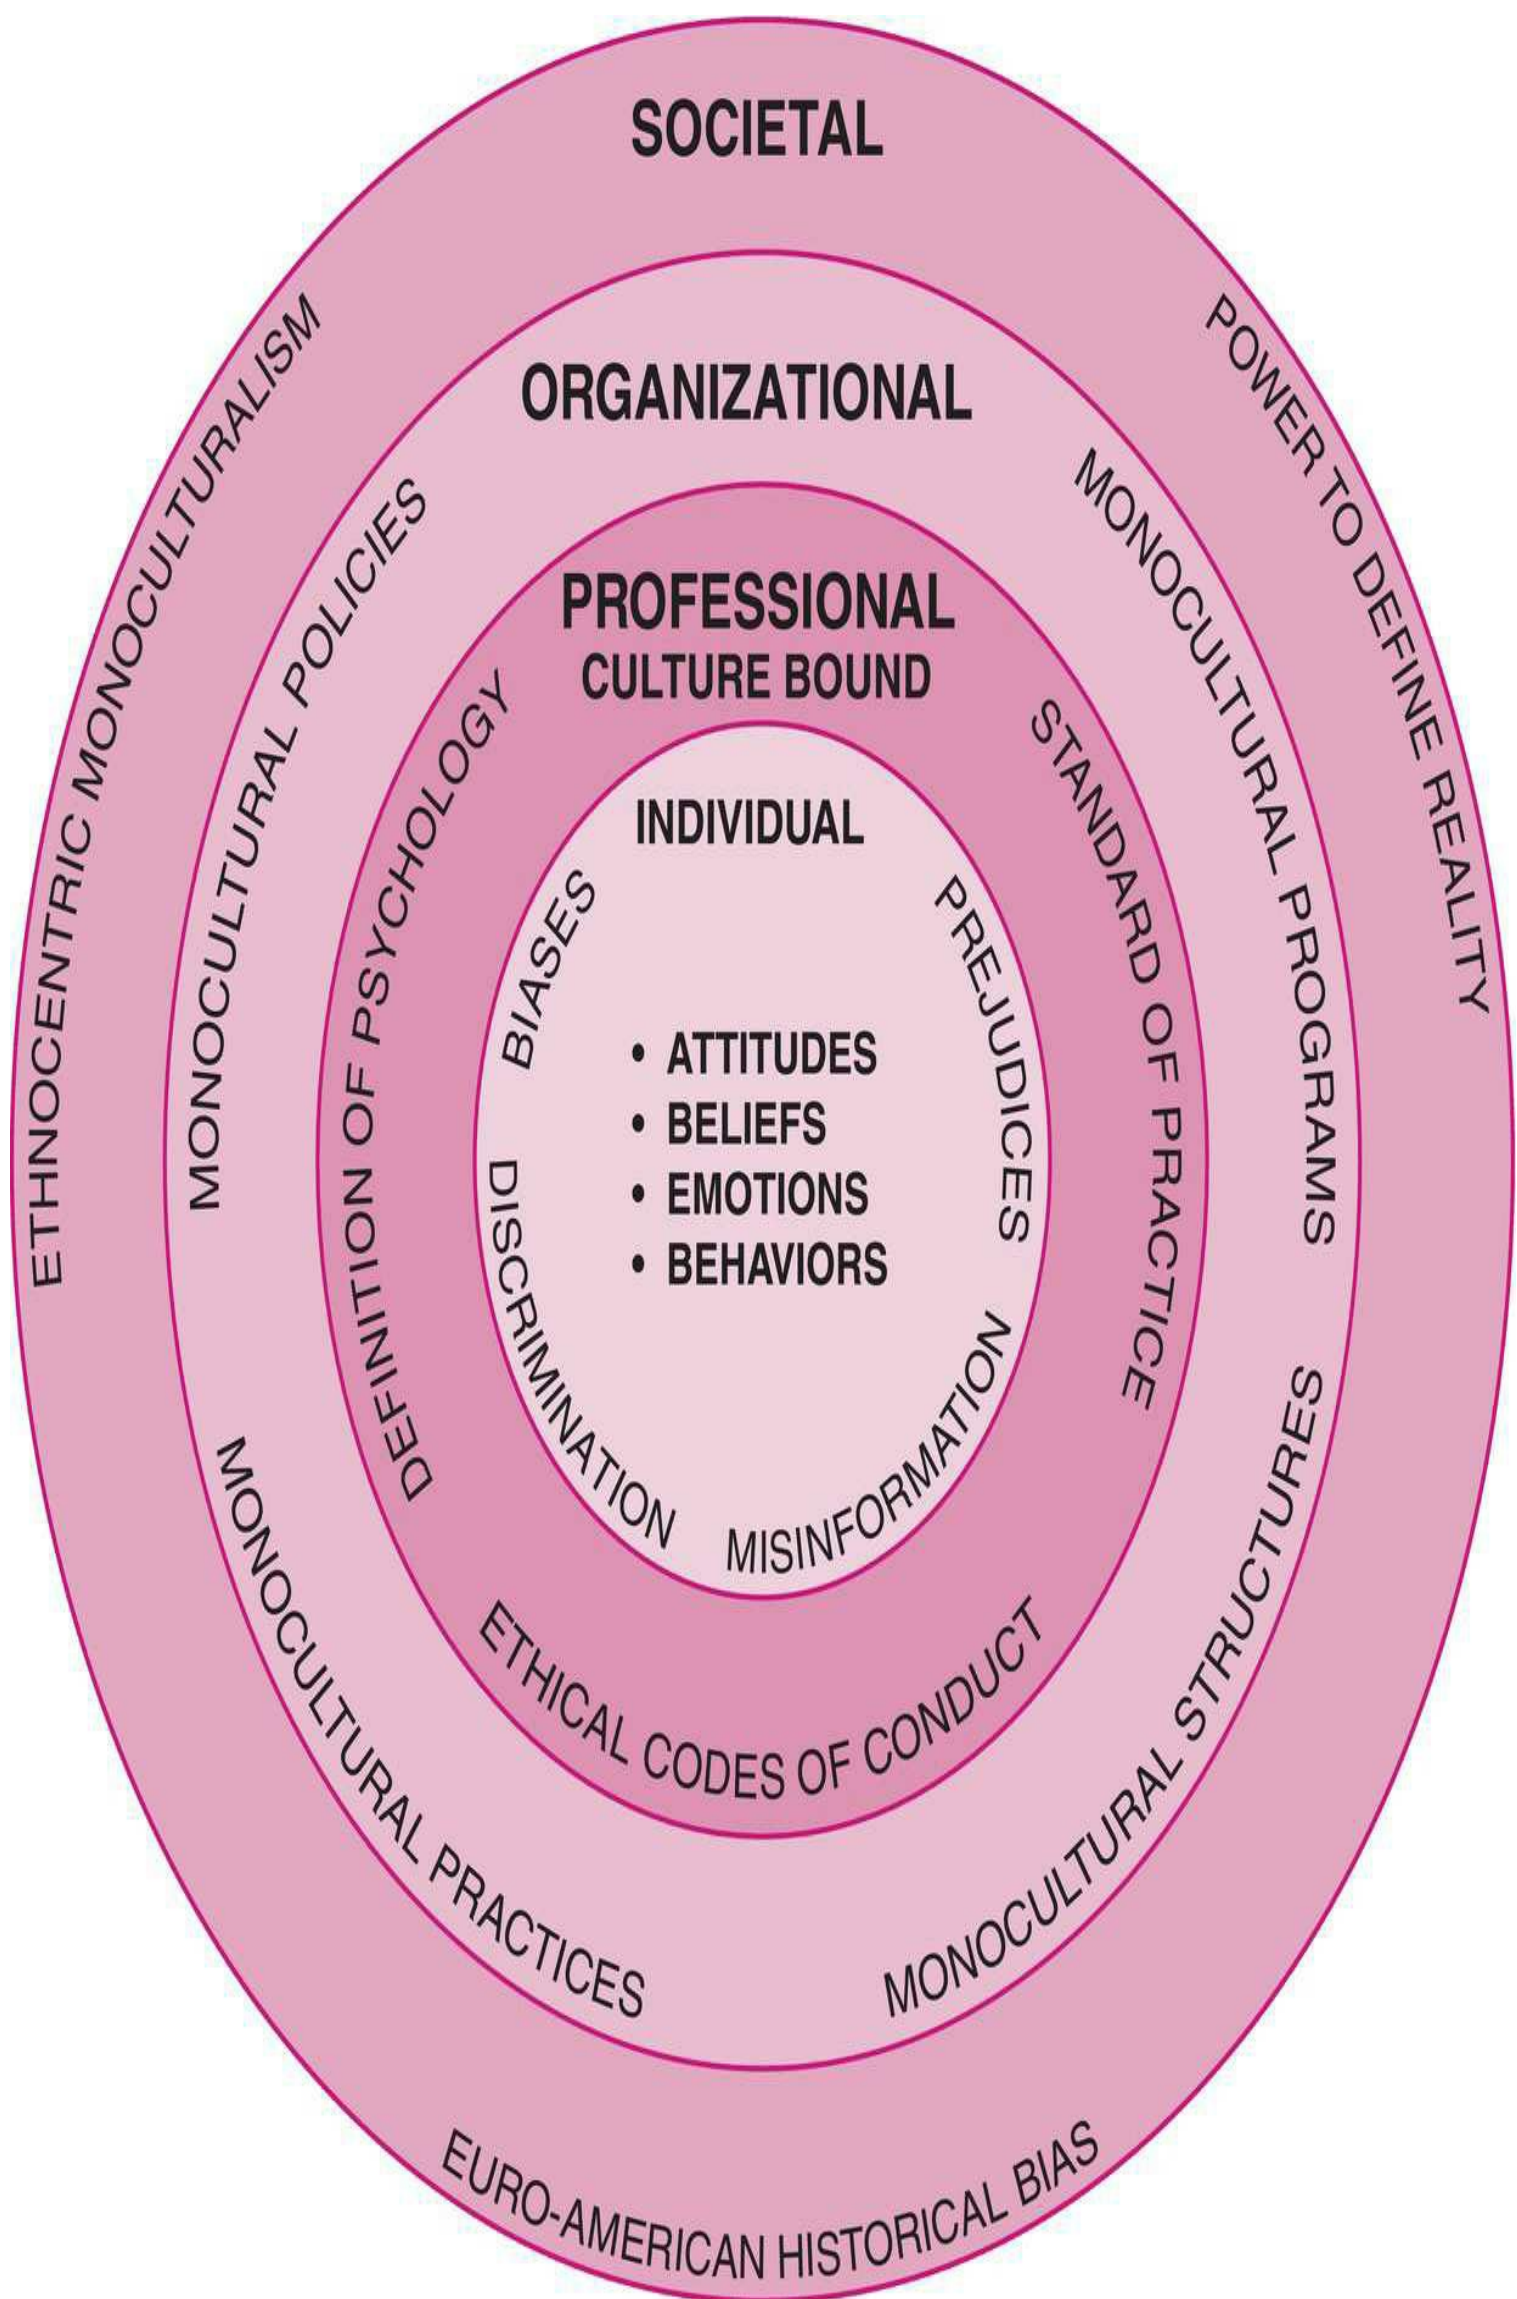 SOCIETAL
ETHNOCENTRIC MONOCULTURALISM
POWER TO DEFINE REALITY
EURO-AMERICAN HISTORICAL BIAS
ORGANIZATIONAL
MONOCULTURAL POLICIES
MONOCULTURAL PROGRAMS
MONOCULTURAL PRACTICES
MONOCULTURAL STRUCTURES
PROFESSIONAL
CULTURE BOUND
DEFINITION OF PSYCHOLOGY
STANDARD OF PRACTICE
ETHICAL CODES OF CONDUCT
INDIVIDUAL
BIASES
PREJUDICES
• ATTITUDES
• BELIEFS
• EMOTIONS
• BEHAVIORS
DISCRIMINATION
MISINFORMATION